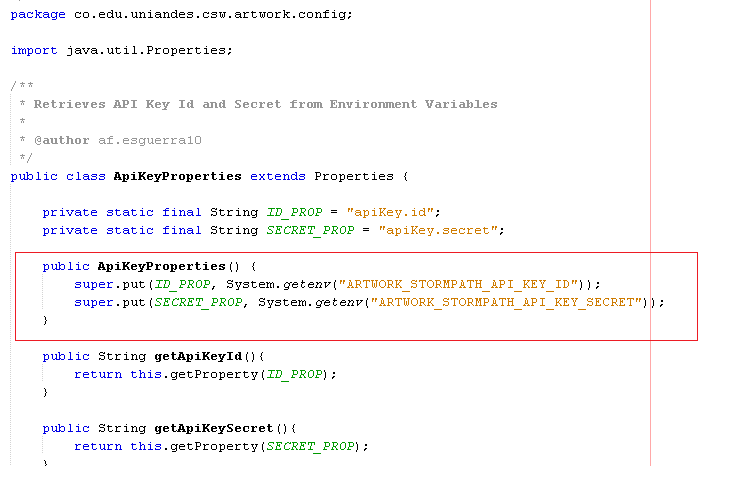 package co.edu.uniandes.csw.artwork.config;
import java.util.Properties;
/**
* Retrieves API Key Id and Secret from Environment Variables
*
* @author af.esguerra10
*/
public class ApiKeyProperties extends Properties {
private static final String ID_PROP = "apiKey.id";
private static final String SECRET_PROP = "apiKey.secret";
public ApiKeyProperties() {
super.put(ID_PROP, System.getenv("ARTWORK_STORMPATH_API_KEY_ID"));
super.put(SECRET_PROP, System.getenv("ARTWORK_STORMPATH_API_KEY_SECRET"));
}
public String getApiKeyId(){
return this.getProperty(ID_PROP);
}
public String getApiKeySecret(){
return this.getProperty(SECRET_PROP);
}